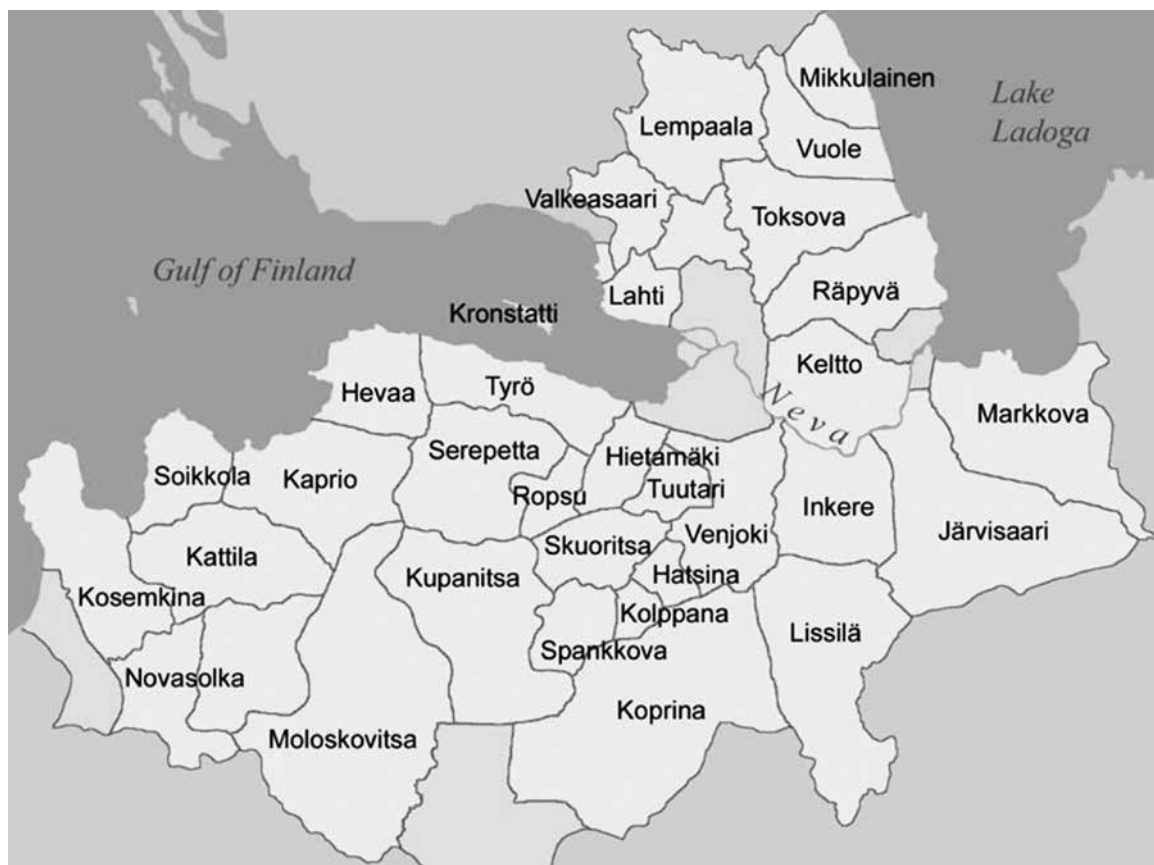 Mikkulainen
Lake
Ladoga
Lempaala
Vuole
Valkeasaari
Toksova
Gulf of Finland
Lahti
Räpyvä
Kronstatti
Keltto
Hevaa
Tyrö
Neva
Markkova
Serepetta
Hietamäki
Soikkola
Kaprio
Ropsu
Tuutari
Inkere
Venjoki
Järvisaari
Skuoritsa
Kattila
Kupanitsa
Hatsina
Kosemkina
Kolppana
Lissilä
Spankkova
Novasolka
Koprina
Moloskovitsa